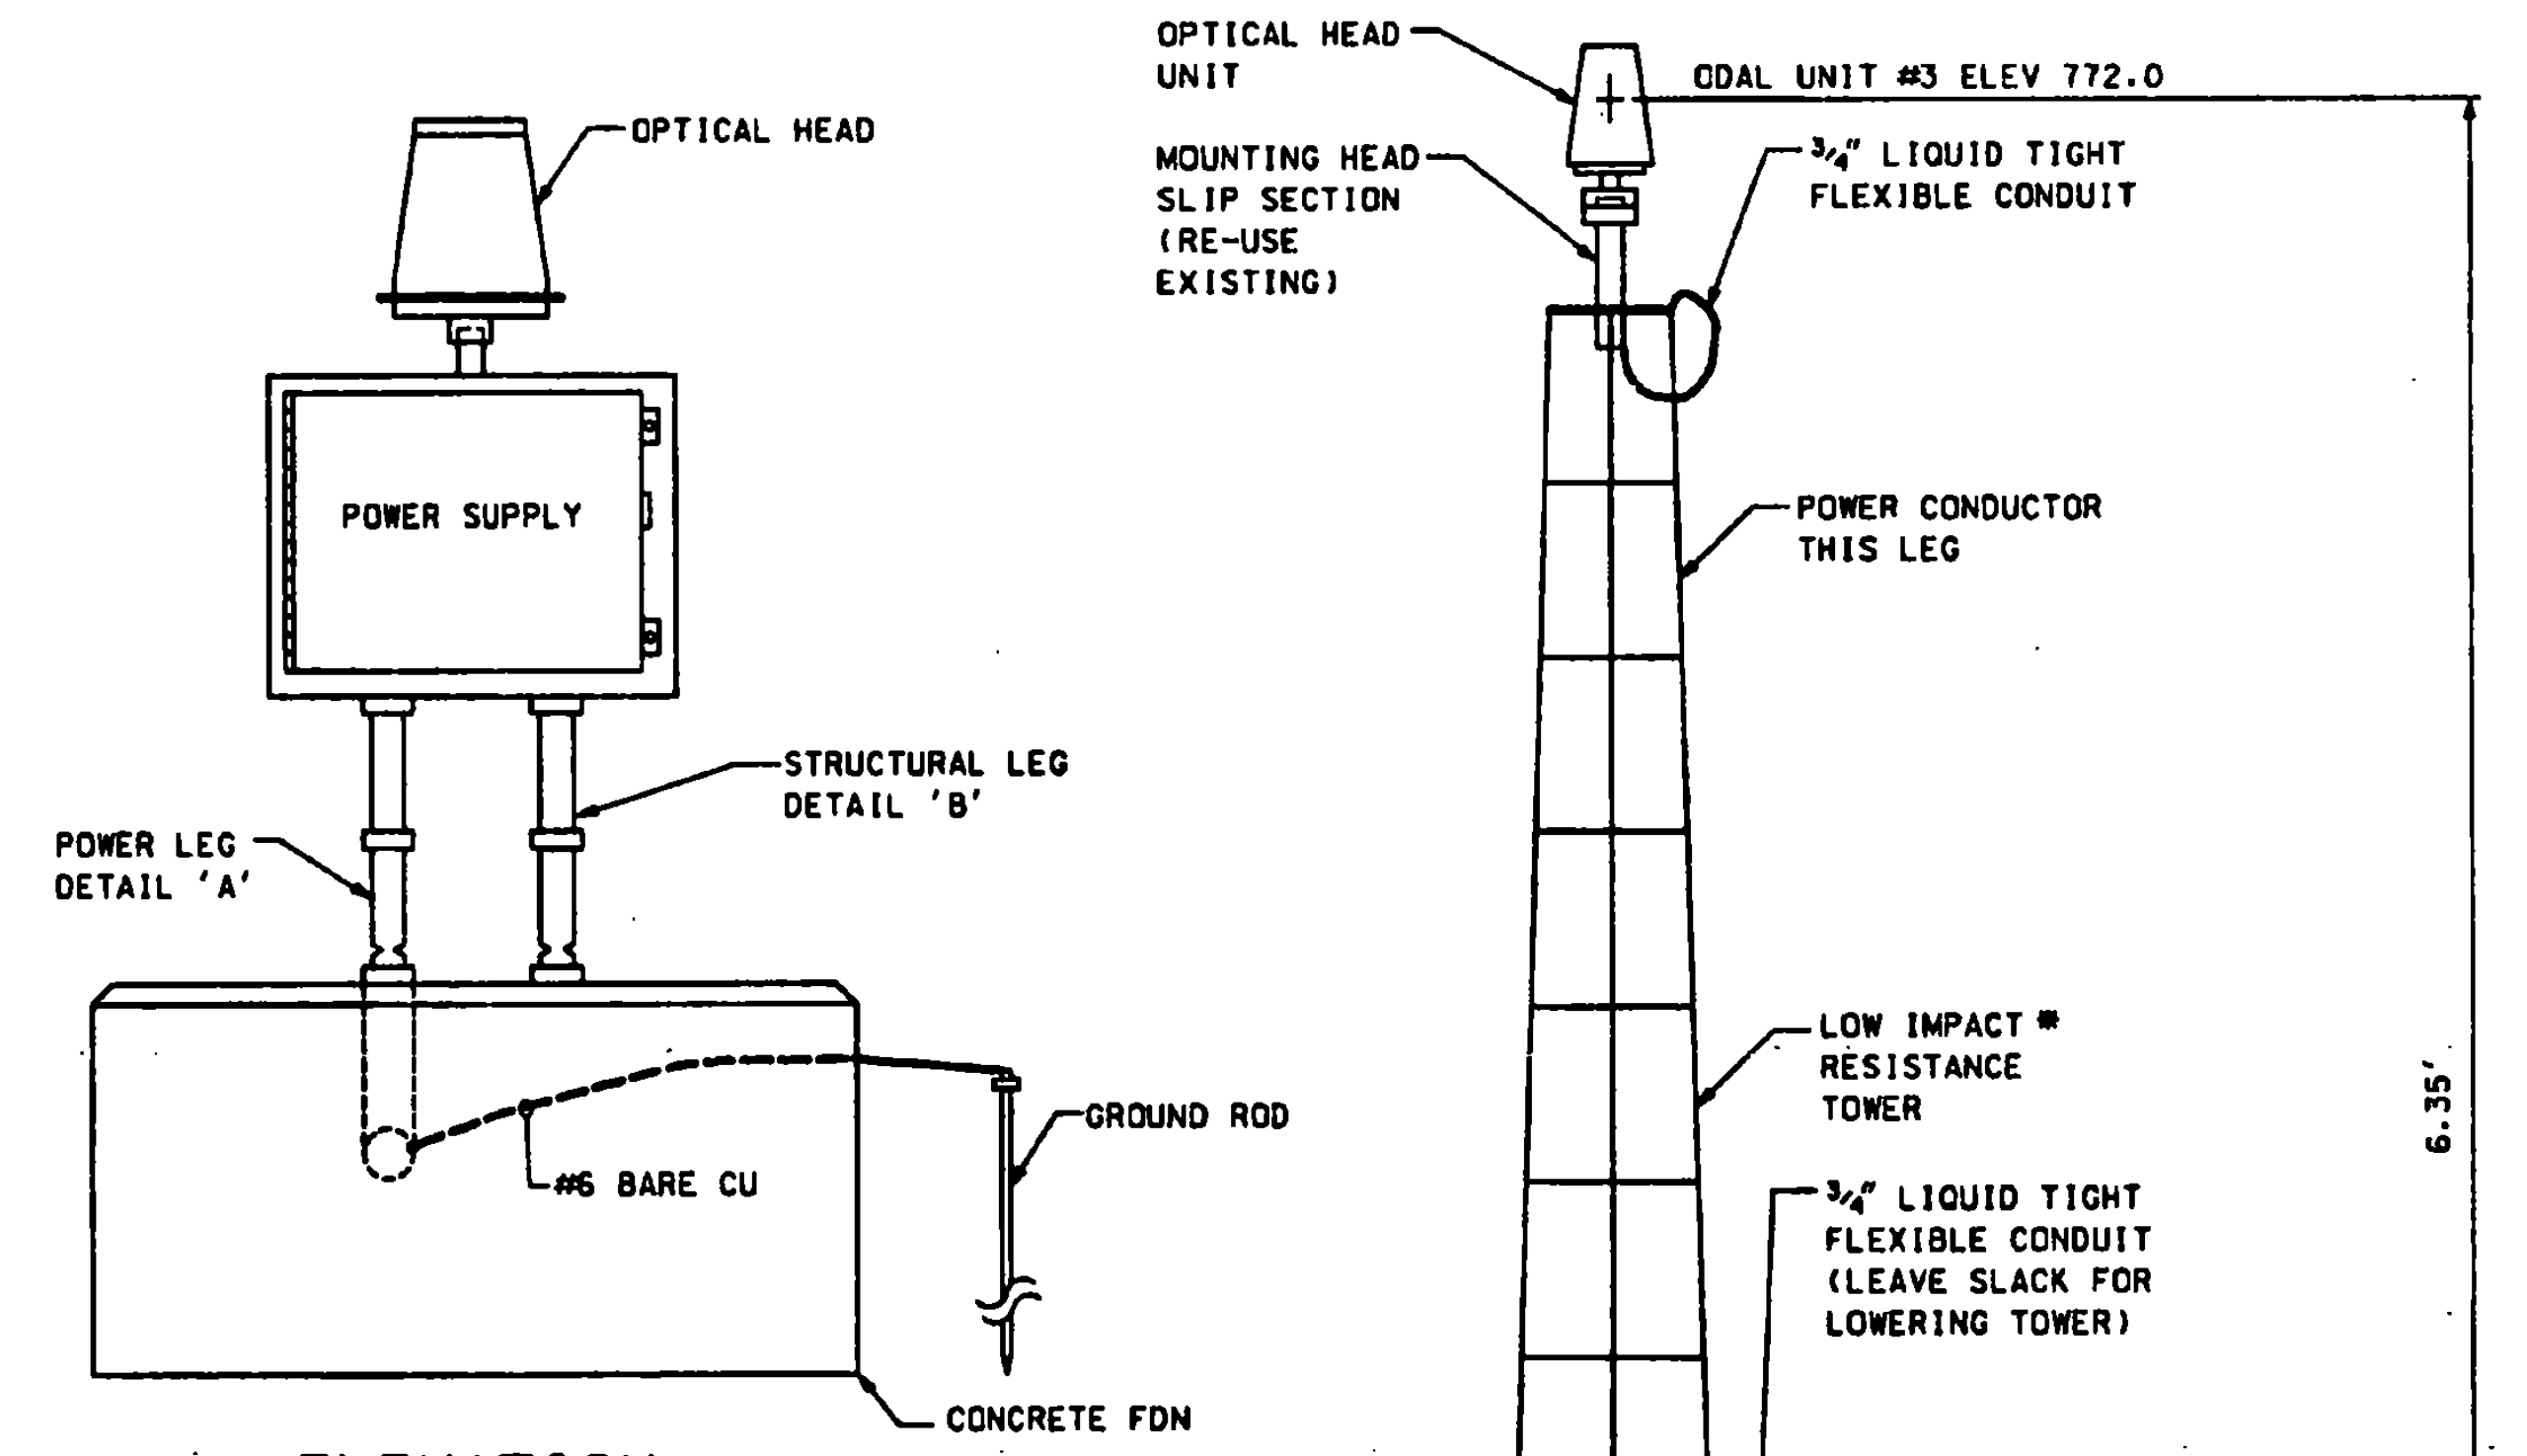 OPTICAL HEAD
POWER SUPPLY
STRUCTURAL LEG
DETAIL 'B'
POWER LEG
DETAIL 'A'
GROUND ROD
#6 BARE CU
CONCRETE FDN
OPTICAL HEAD
UNIT
ODAL UNIT #3 ELEV 772.0
MOUNTING HEAD
SLIP SECTION
(RE-USE
EXISTING)
3/4" LIQUID TIGHT
FLEXIBLE CONDUIT
POWER CONDUCTOR
THIS LEG
LOW IMPACT *
RESISTANCE
TOWER
6.35'
3/4" LIQUID TIGHT
FLEXIBLE CONDUIT
(LEAVE SLACK FOR
LOWERING TOWER)